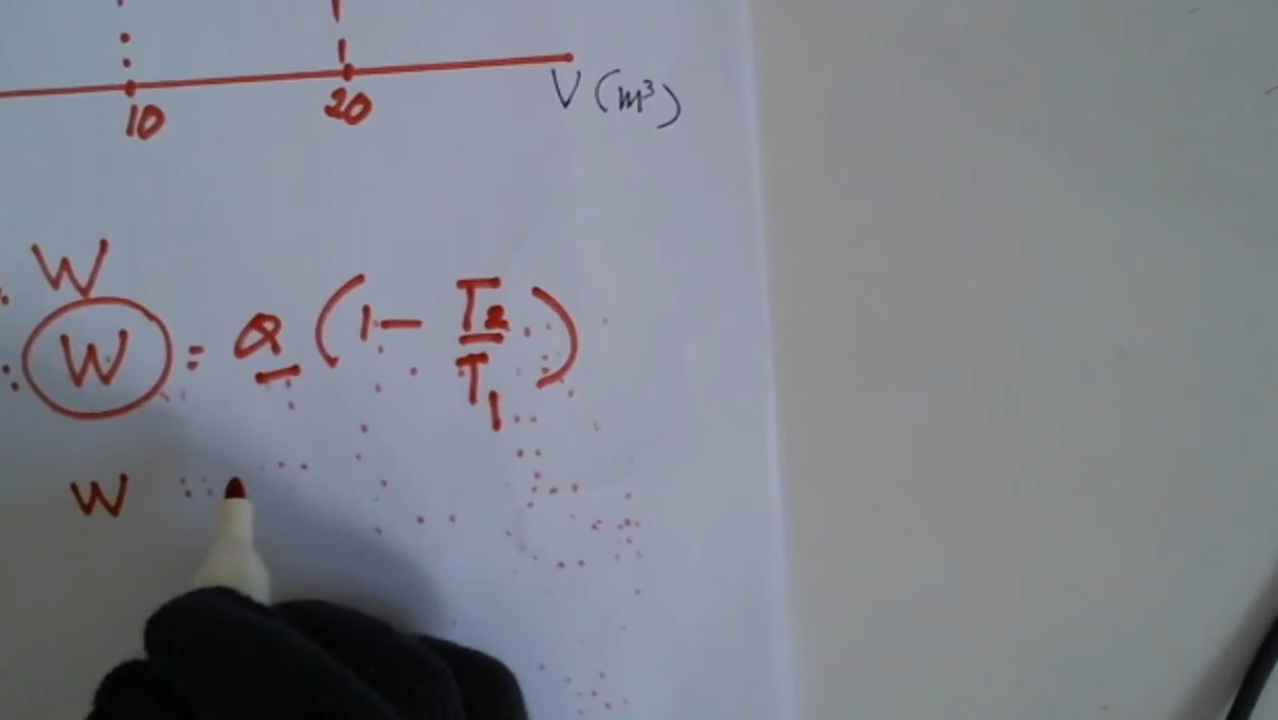 10 20 V (m³)
W
W = Q (1 - T₂/T₁)
W